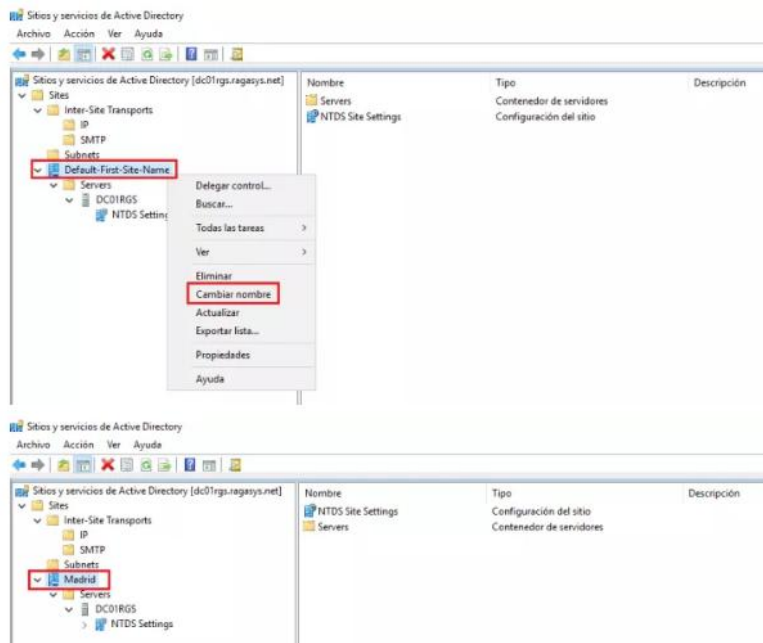 Sitios y servicios de Active Directory
Archivo Acción Ver Ayuda
Sitios y servicios de Active Directory [dc01rgs.ragasys.net]
Sites
Inter-Site Transports
IP
SMTP
Subnets
Default-First-Site-Name
Servers
DC01RGS
NTDS Setting
Nombre Tipo Descripción
Servers Contenedor de servidores
NTDS Site Settings Configuración del sitio
Delegar control...
Buscar...
Todas las tareas >
Ver >
Eliminar
Cambiar nombre
Actualizar
Exportar lista...
Propiedades
Ayuda
Sitios y servicios de Active Directory
Archivo Acción Ver Ayuda
Sitios y servicios de Active Directory [dc01rgs.ragasys.net]
Sites
Inter-Site Transports
IP
SMTP
Subnets
Madrid
Servers
DC01RGS
NTDS Settings
Nombre Tipo Descripción
NTDS Site Settings Configuración del sitio
Servers Contenedor de servidores